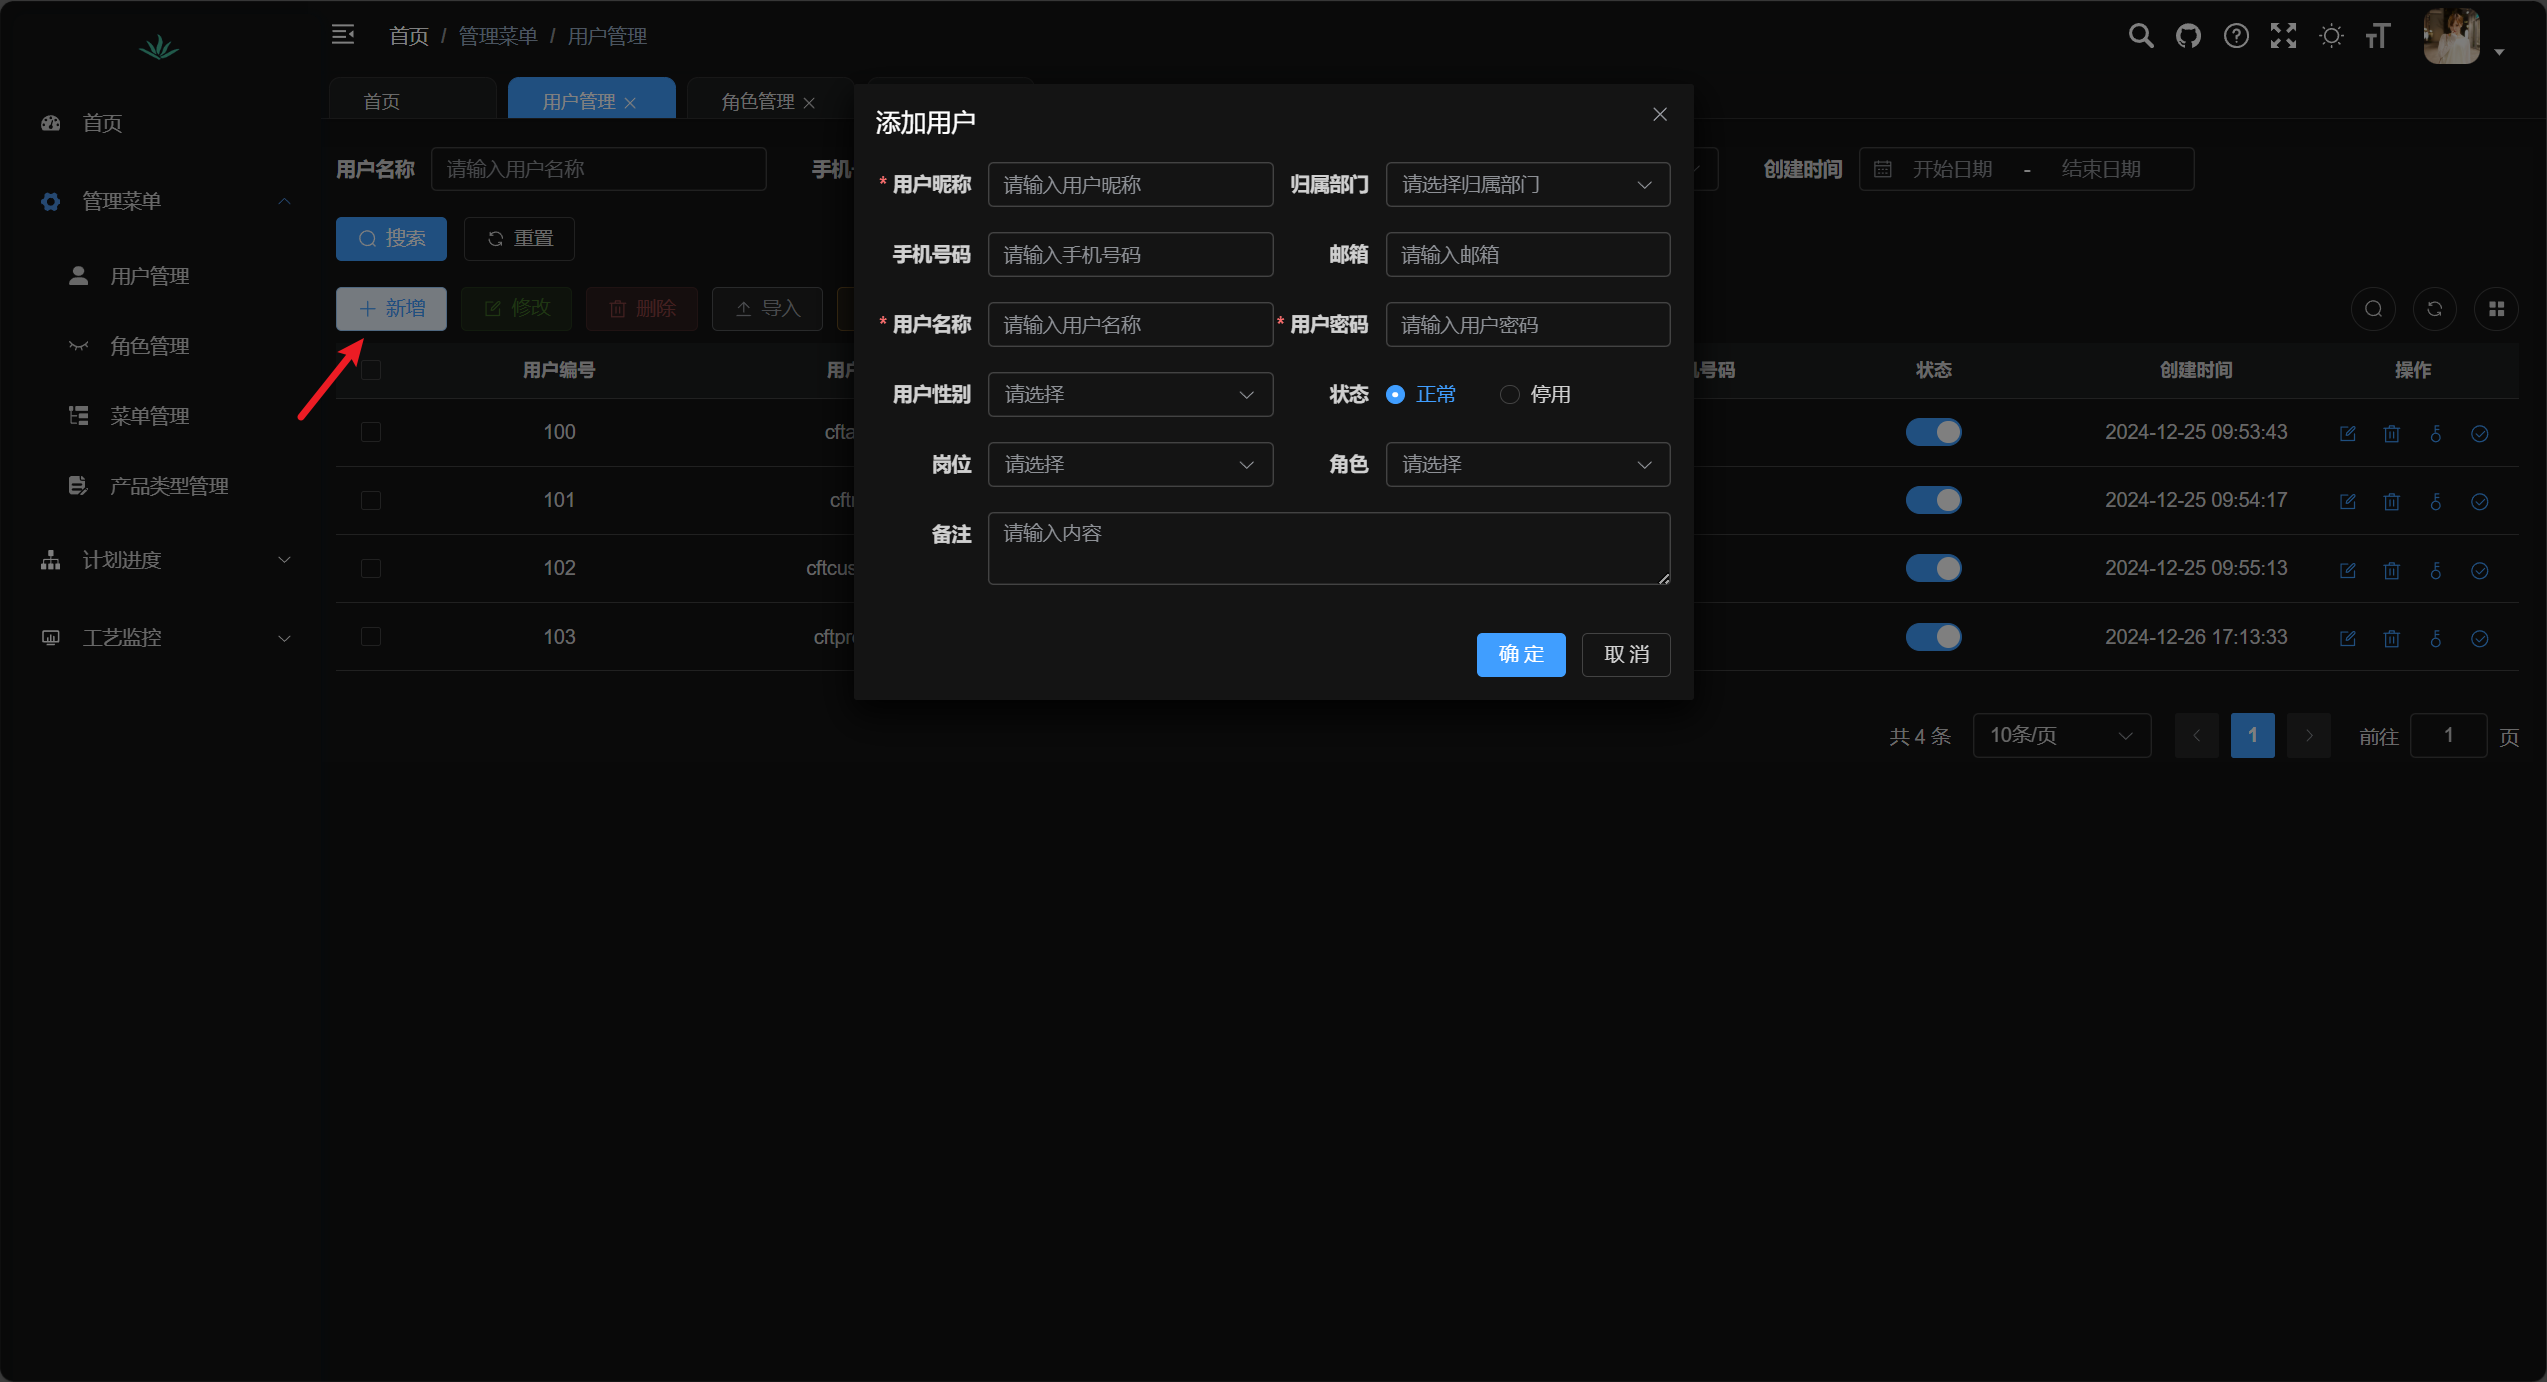 首页 / 管理菜单 / 用户管理
首页 用户管理 角色管理
首页
管理菜单
用户管理
角色管理
菜单管理
产品类型管理
计划进度
工艺监控
用户名称 请输入用户名称 手机 创建时间 开始日期 - 结束日期
搜索 重置
新增 修改 删除 导入
用户编号 用户 号码 状态 创建时间 操作
100 cfta 2024-12-25 09:53:43
101 cft 2024-12-25 09:54:17
102 cftcus 2024-12-25 09:55:13
103 cftpr 2024-12-26 17:13:33
共 4 条 10条/页 1 前往 1 页
添加用户
* 用户昵称 请输入用户昵称 归属部门 请选择归属部门
手机号码 请输入手机号码 邮箱 请输入邮箱
* 用户名称 请输入用户名称 * 用户密码 请输入用户密码
用户性别 请选择 状态 正常 停用
岗位 请选择 角色 请选择
备注 请输入内容
确 定 取 消